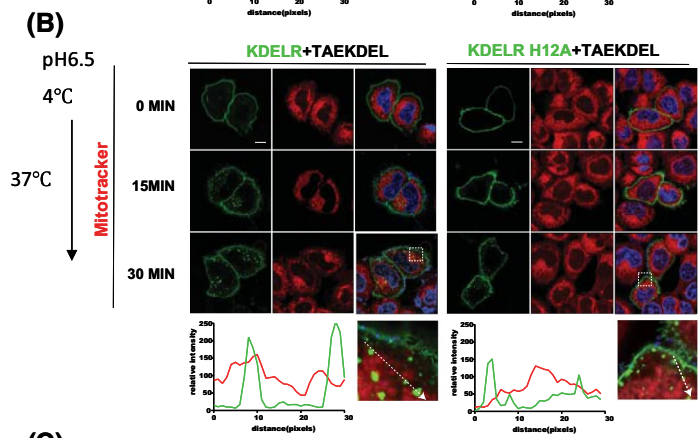 0 10 20 30
distance(pixels)
0 10 20 30
distance(pixels)
(B)
pH6.5
4℃
37℃
Mitotracker
KDELR+TAEKDEL
KDELR H12A+TAEKDEL
0 MIN
15MIN
30 MIN
relative intensity
250
200
150
100
50
0
0 10 20 30
distance(pixels)
relative intensity
250
200
150
100
50
0
0 10 20 30
distance(pixels)